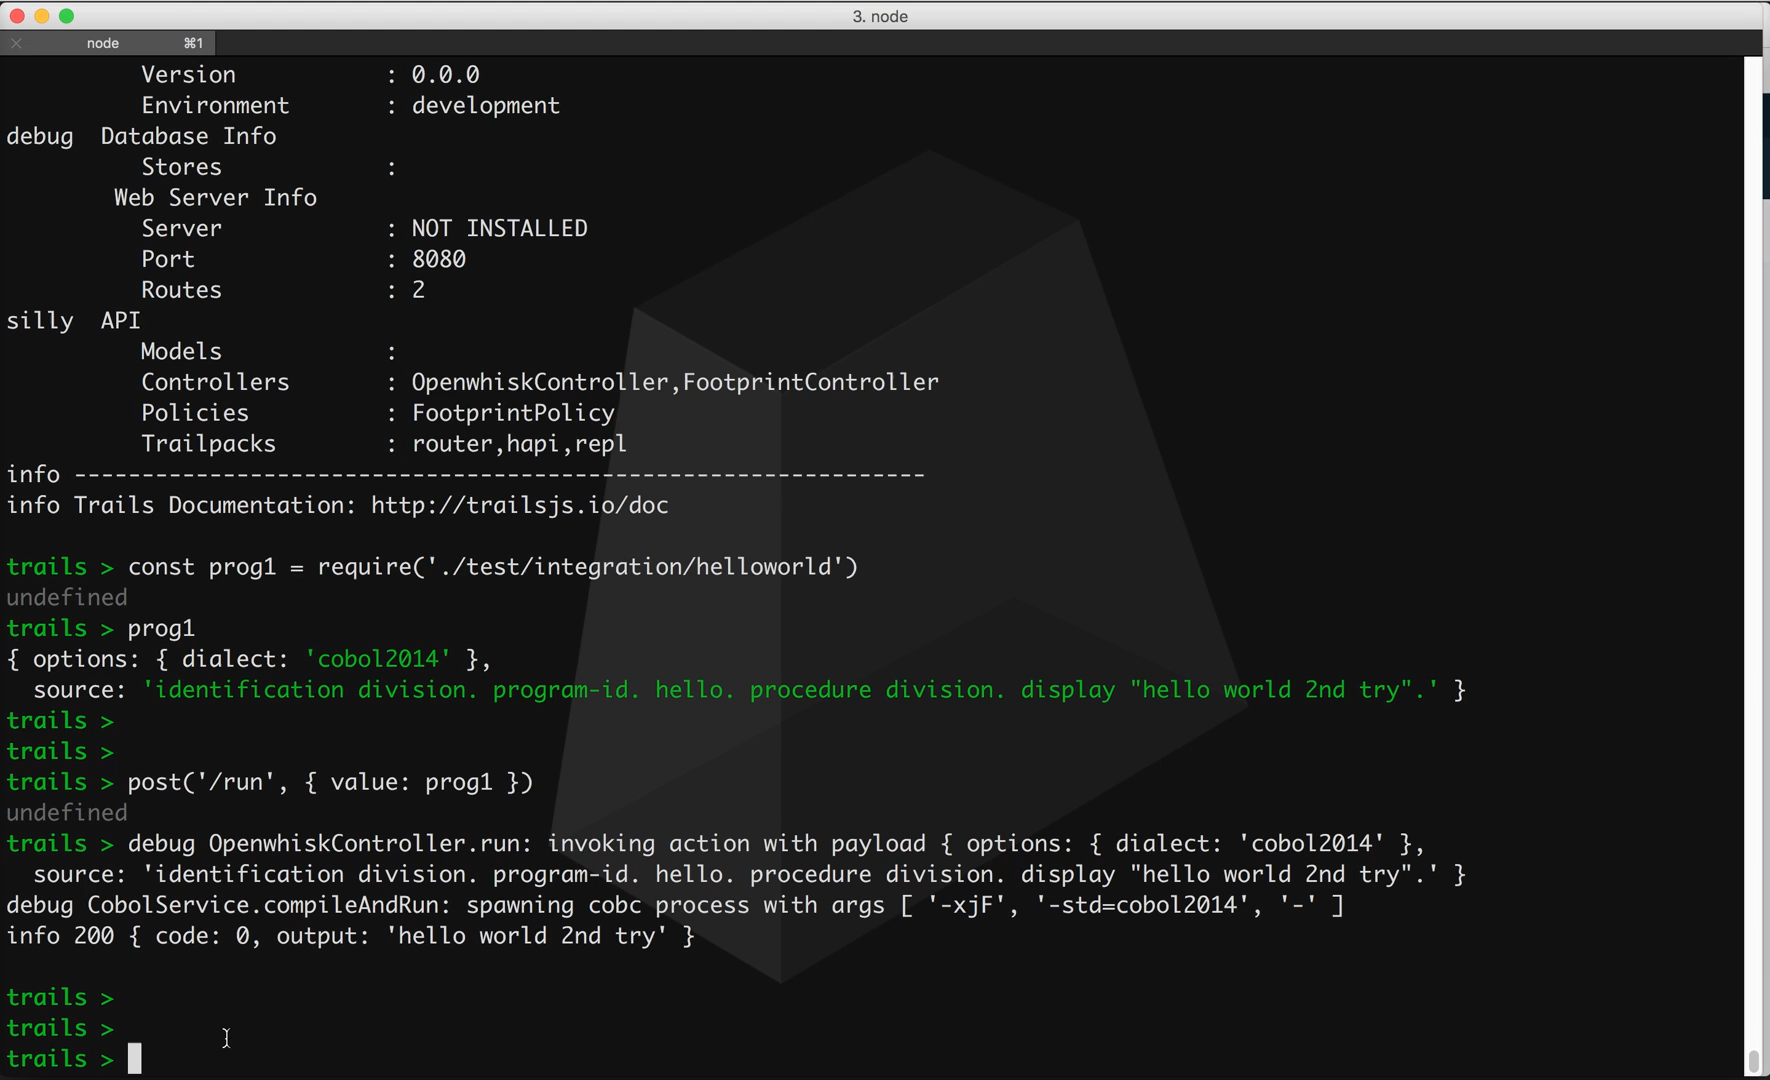 3. node
node ⌘1
Version : 0.0.0
Environment : development
debug Database Info
Stores :
Web Server Info
Server : NOT INSTALLED
Port : 8080
Routes : 2
silly API
Models :
Controllers : OpenwhiskController,FootprintController
Policies : FootprintPolicy
Trailpacks : router,hapi,repl
info ---------------------------------------------------------------
info Trails Documentation: http://trailsjs.io/doc
trails > const prog1 = require('./test/integration/helloworld')
undefined
trails > prog1
{ options: { dialect: 'cobol2014' },
source: 'identification division. program-id. hello. procedure division. display "hello world 2nd try".' }
trails >
trails >
trails > post('/run', { value: prog1 })
undefined
trails > debug OpenwhiskController.run: invoking action with payload { options: { dialect: 'cobol2014' },
source: 'identification division. program-id. hello. procedure division. display "hello world 2nd try".' }
debug CobolService.compileAndRun: spawning cobc process with args [ '-xjF', '-std=cobol2014', '-' ]
info 200 { code: 0, output: 'hello world 2nd try' }
trails >
trails >
trails >